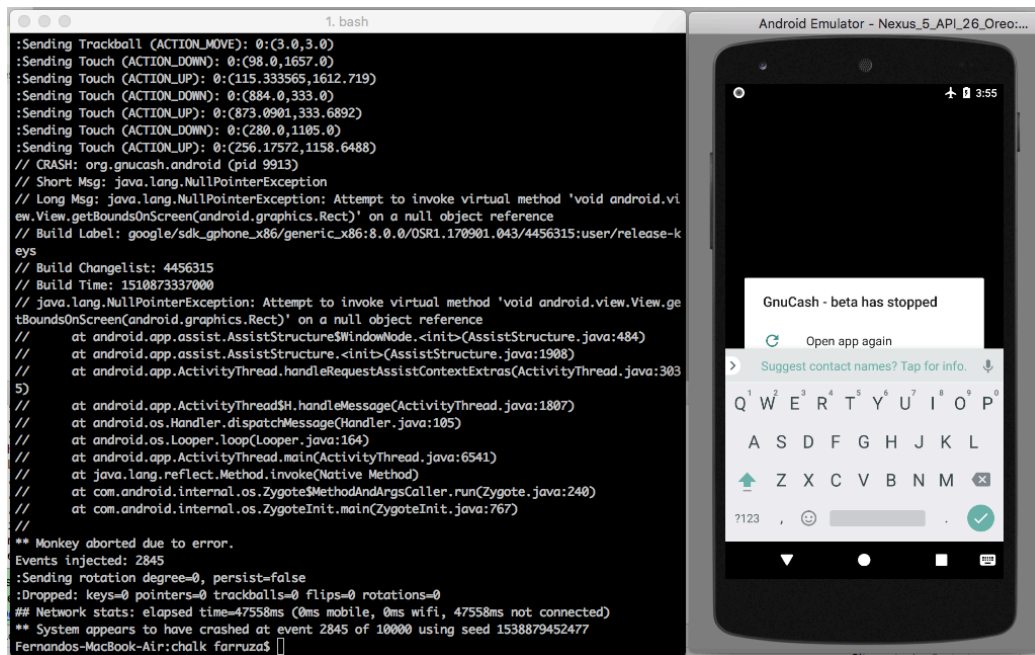 1. bash
:Sending Trackball (ACTION_MOVE): 0:(3.0,3.0)
:Sending Touch (ACTION_DOWN): 0:(98.0,1657.0)
:Sending Touch (ACTION_UP): 0:(115.333565,1612.719)
:Sending Touch (ACTION_DOWN): 0:(884.0,333.0)
:Sending Touch (ACTION_UP): 0:(873.0901,333.6892)
:Sending Touch (ACTION_DOWN): 0:(280.0,1105.0)
:Sending Touch (ACTION_UP): 0:(256.17572,1158.6488)
// CRASH: org.gnucash.android (pid 9913)
// Short Msg: java.lang.NullPointerException
// Long Msg: java.lang.NullPointerException: Attempt to invoke virtual method 'void android.vi
ew.View.getBoundsOnScreen(android.graphics.Rect)' on a null object reference
// Build Label: google/sdk_gphone_x86/generic_x86:8.0.0/OSR1.170901.043/4456315:user/release-k
eys
// Build Changelist: 4456315
// Build Time: 1510873337000
// java.lang.NullPointerException: Attempt to invoke virtual method 'void android.view.View.ge
tBoundsOnScreen(android.graphics.Rect)' on a null object reference
//      at android.app.assist.AssistStructure$WindowNode.<init>(AssistStructure.java:484)
//      at android.app.assist.AssistStructure.<init>(AssistStructure.java:1908)
//      at android.app.ActivityThread.handleRequestAssistContextExtras(ActivityThread.java:303
5)
//      at android.app.ActivityThread$H.handleMessage(ActivityThread.java:1807)
//      at android.os.Handler.dispatchMessage(Handler.java:105)
//      at android.os.Looper.loop(Looper.java:164)
//      at android.app.ActivityThread.main(ActivityThread.java:6541)
//      at java.lang.reflect.Method.invoke(Native Method)
//      at com.android.internal.os.Zygote$MethodAndArgsCaller.run(Zygote.java:240)
//      at com.android.internal.os.ZygoteInit.main(ZygoteInit.java:767)
//
** Monkey aborted due to error.
Events injected: 2845
:Sending rotation degree=0, persist=false
:Dropped: keys=0 pointers=0 trackballs=0 flips=0 rotations=0
## Network stats: elapsed time=47558ms (0ms mobile, 0ms wifi, 47558ms not connected)
** System appears to have crashed at event 2845 of 10000 using seed 1538879452477
Fernandos-MacBook-Air:chalk farruza$
Android Emulator - Nexus_5_API_26_Oreo:...
3:55
GnuCash - beta has stopped
Open app again
Suggest contact names? Tap for info.
Q1 W2 E3 R4 T5 Y6 U7 I8 O9 P0
A S D F G H J K L
Z X C V B N M
?123 , .